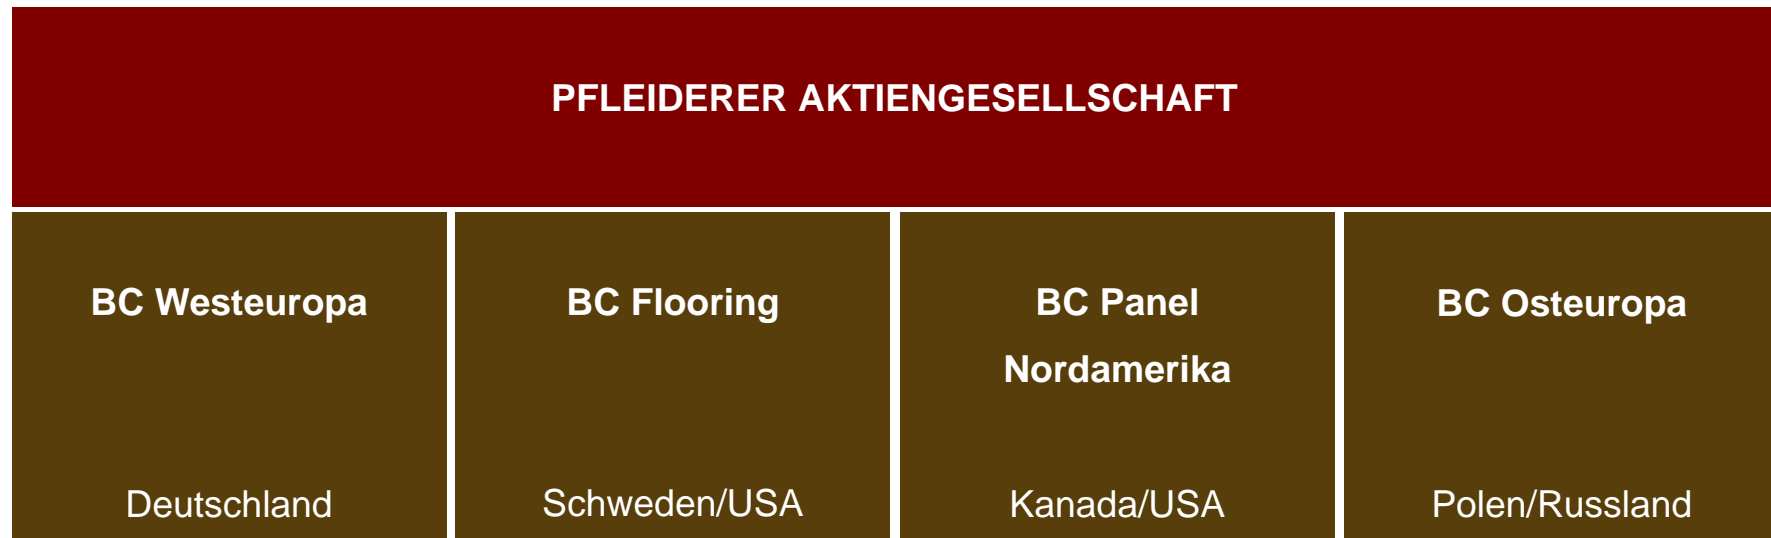 PFLEIDERER AKTIENGESELLSCHAFT
BC Westeuropa
Deutschland
BC Flooring
Schweden/USA
BC Panel
Nordamerika
Kanada/USA
BC Osteuropa
Polen/Russland